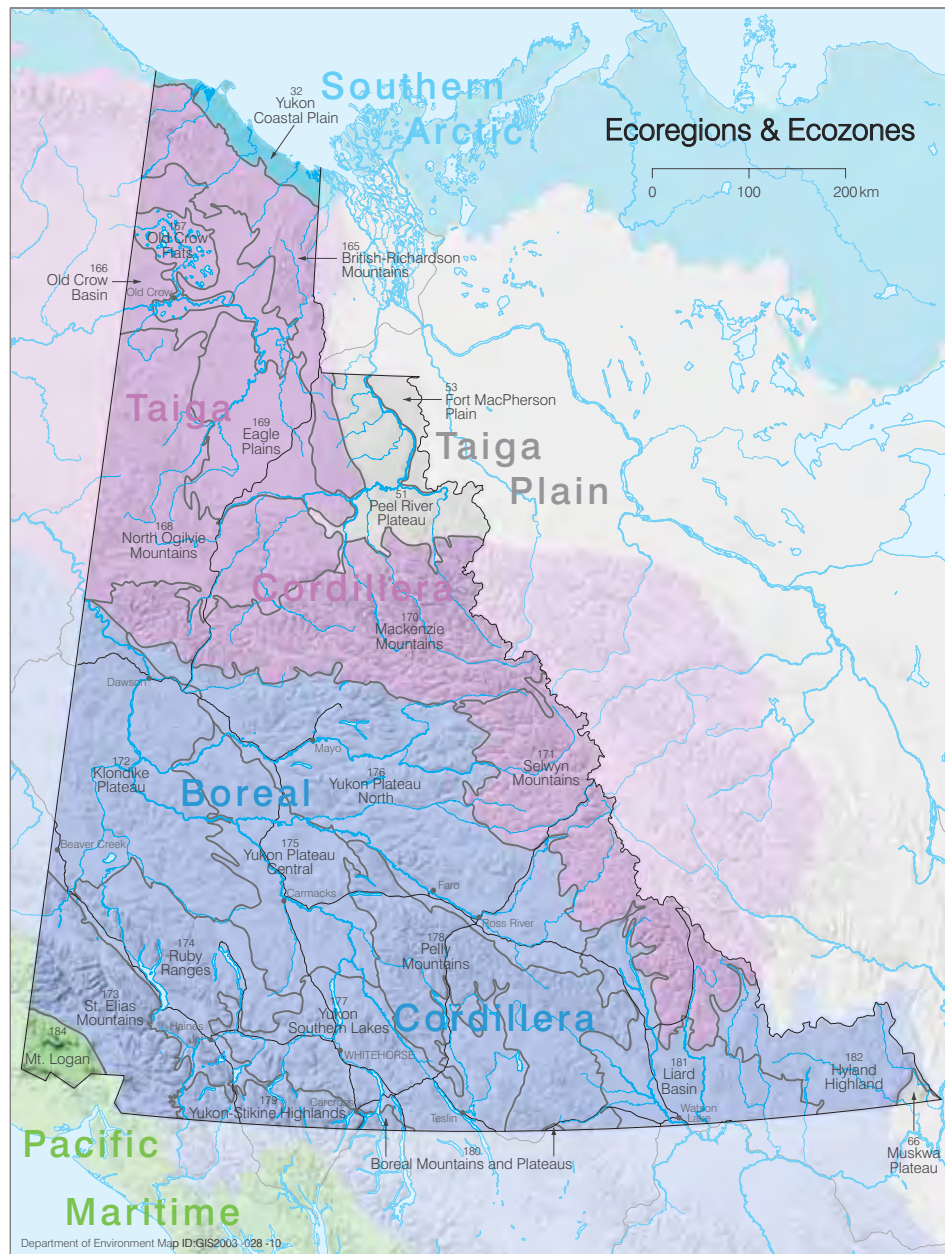 Ecoregions & Ecozones
0 100 200 km
Southern
Arctic
32
Yukon
Coastal Plain
167
Old Crow
Flats
166
Old Crow
Basin
Old Crow
165
British-Richardson
Mountains
Taiga
169
Eagle
Plains
53
Fort MacPherson
Plain
Taiga
Plain
51
Peel River
Plateau
168
North Ogilvie
Mountains
Cordillera
170
Mackenzie
Mountains
Dawson
Mayo
171
Selwyn
Mountains
172
Klondike
Plateau
Boreal
176
Yukon Plateau
North
Beaver Creek
175
Yukon Plateau
Central
Carmacks
Faro
Ross River
174
Ruby
Ranges
178
Pelly
Mountains
173
St. Elias
Mountains
177
Yukon
Southern Lakes
Cordillera
184
Mt. Logan
Haines
Jct.
WHITEHORSE
181
Liard
Basin
182
Hyland
Highland
179
Yukon-Stikine Highlands
Carcross
Teslin
Watson
Lake
Pacific
Maritime
180
Boreal Mountains and Plateaus
66
Muskwa
Plateau
Department of Environment Map ID:GIS2003 -028 -10